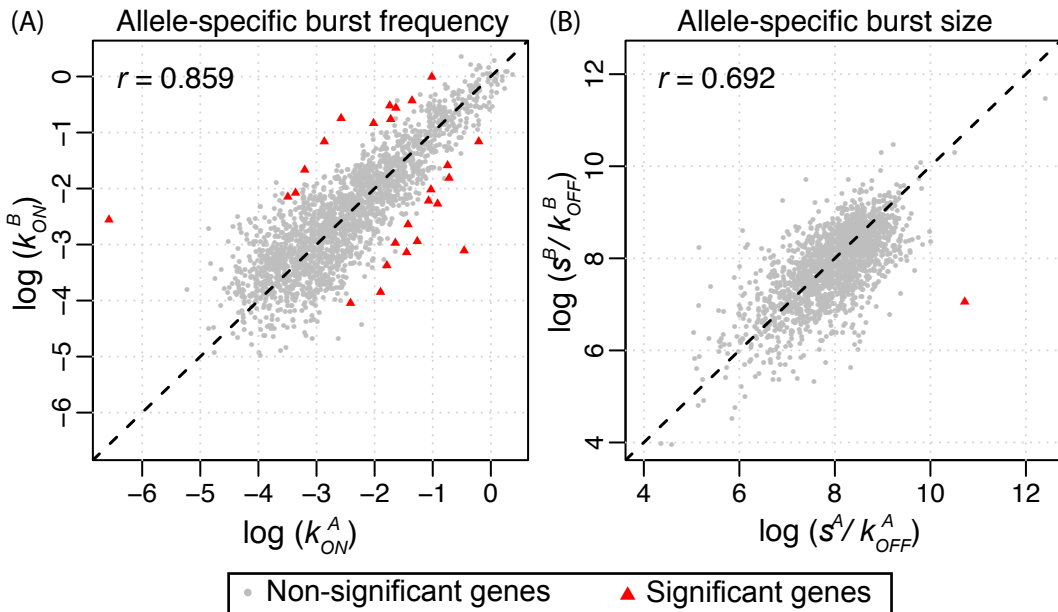 (A) Allele-specific burst frequency
r = 0.859
0
−1
−2
−3
−4
−5
−6
log (k_ON^B)
−6 −5 −4 −3 −2 −1 0
log (k_ON^A)
(B) Allele-specific burst size
r = 0.692
12
10
8
6
4
log (s^B/ k_OFF^B)
4 6 8 10 12
log (s^A/ k_OFF^A)
Non-significant genes Significant genes